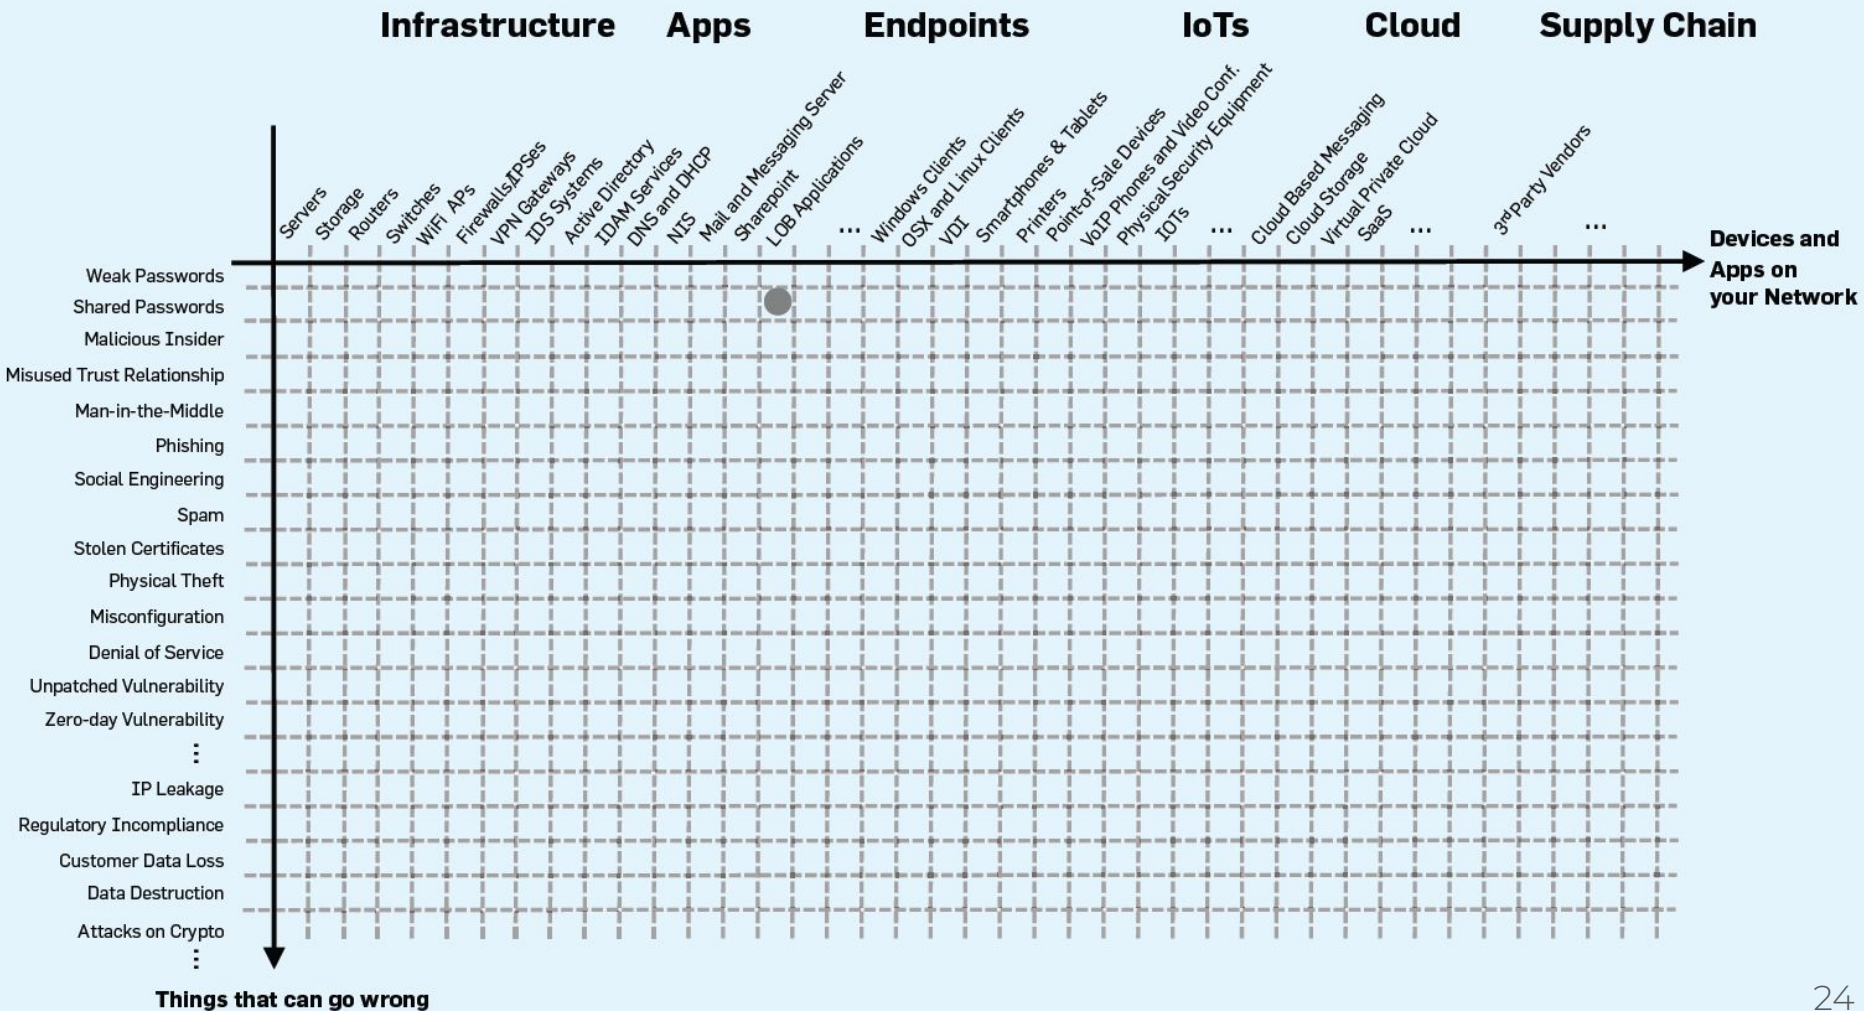 Infrastructure Apps Endpoints IoTs Cloud Supply Chain
Servers
Storage
Routers
Switches
WiFi APs
Firewalls/IPSes
VPN Gateways
IDS Systems
Active Directory
IDAM Services
DNS and DHCP
NIS
Mail and Messaging Server
Sharepoint
LOB Applications
...
Windows Clients
OSX and Linux Clients
VDI
Smartphones & Tablets
Printers
Point-of-Sale Devices
VoIP Phones and Video Conf.
Physical Security Equipment
IOTs
...
Cloud Based Messaging
Cloud Storage
Virtual Private Cloud
SaaS
...
3rd Party Vendors
...
Devices and
Apps on
your Network
Weak Passwords
Shared Passwords
Malicious Insider
Misused Trust Relationship
Man-in-the-Middle
Phishing
Social Engineering
Spam
Stolen Certificates
Physical Theft
Misconfiguration
Denial of Service
Unpatched Vulnerability
Zero-day Vulnerability
...
IP Leakage
Regulatory Incompliance
Customer Data Loss
Data Destruction
Attacks on Crypto
...
Things that can go wrong
24